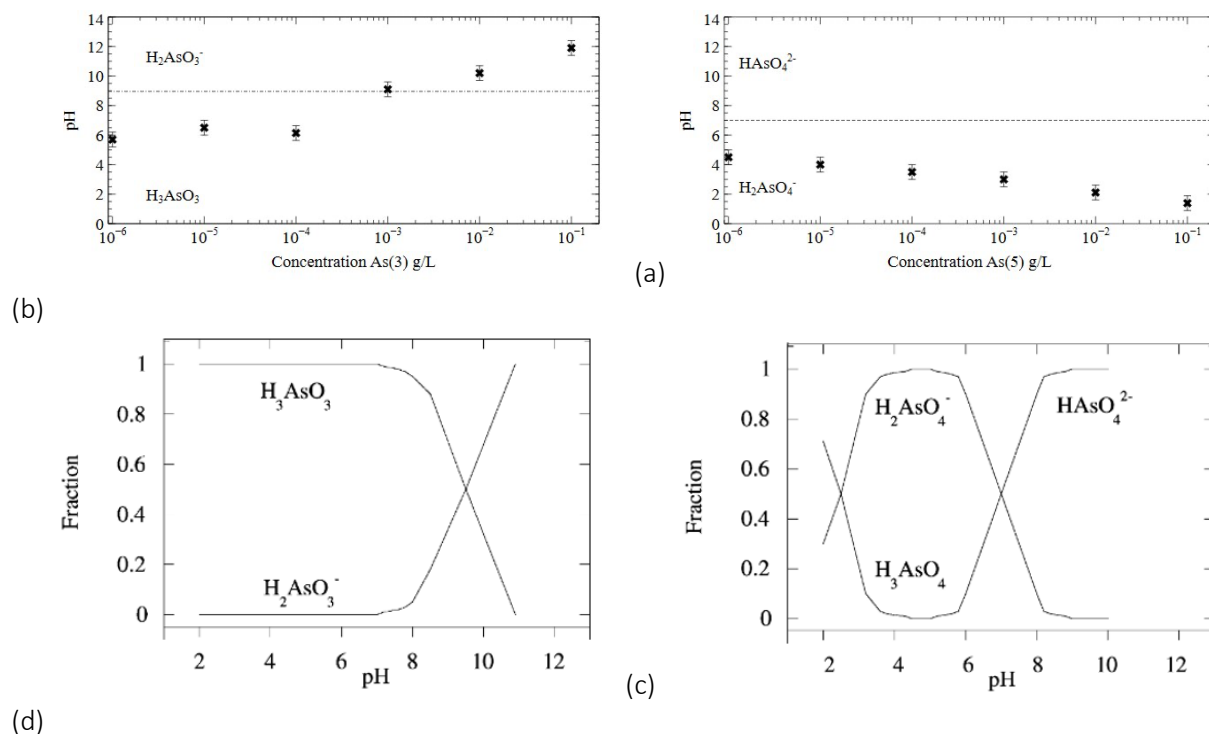 14
12
10
8
6
4
2
0
pH
H₂AsO₃⁻
H₃AsO₃
10⁻⁶ 10⁻⁵ 10⁻⁴ 10⁻³ 10⁻² 10⁻¹
Concentration As(3) g/L
(b)
14
12
10
8
6
4
2
0
pH
HAsO₄²⁻
H₂AsO₄⁻
10⁻⁶ 10⁻⁵ 10⁻⁴ 10⁻³ 10⁻² 10⁻¹
Concentration As(5) g/L
(a)
1
0.8
0.6
0.4
0.2
0
Fraction
H₃AsO₃
H₂AsO₃⁻
2 4 6 8 10 12
pH
(d)
1
0.8
0.6
0.4
0.2
0
Fraction
H₂AsO₄⁻ HAsO₄²⁻
H₃AsO₄
2 4 6 8 10 12
pH
(c)